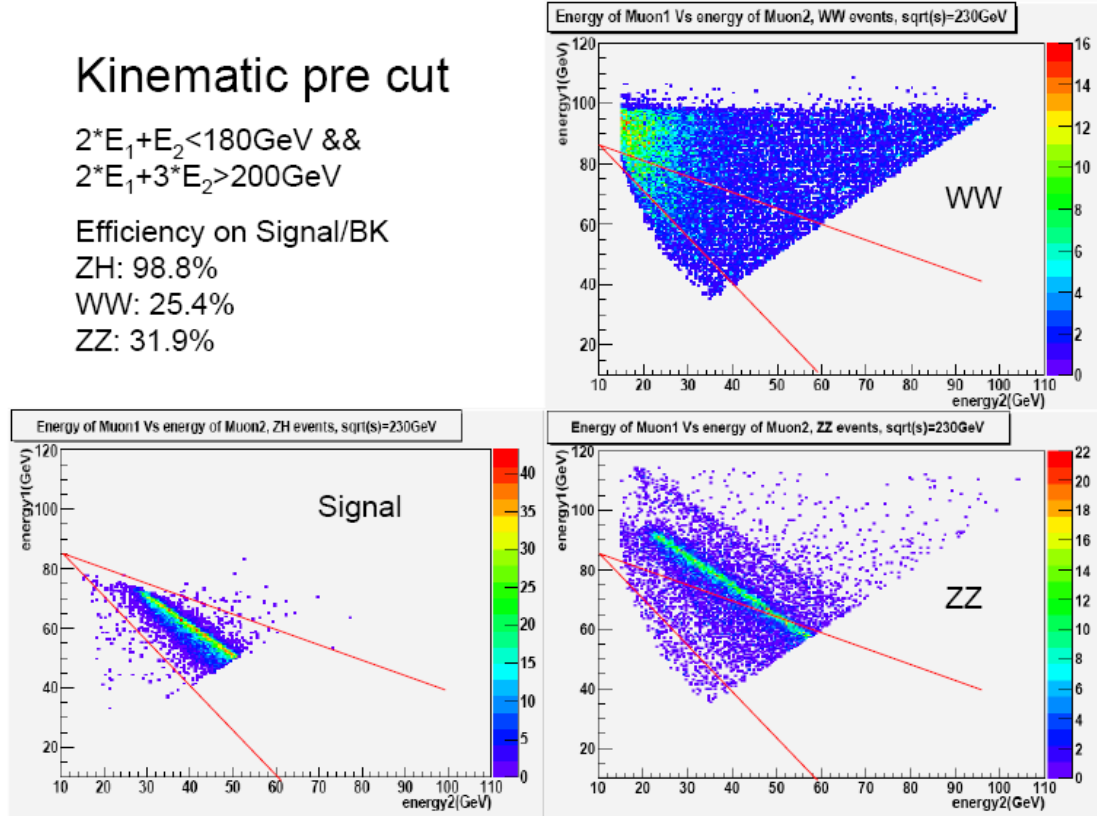 Kinematic pre cut
2*E₁+E₂<180GeV &&
2*E₁+3*E₂>200GeV
Efficiency on Signal/BK
ZH: 98.8%
WW: 25.4%
ZZ: 31.9%
Energy of Muon1 Vs energy of Muon2, WW events, sqrt(s)=230GeV
energy1(GeV)
120
100
80
60
40
20
10 20 30 40 50 60 70 80 90 100 110
energy2(GeV)
WW
16
14
12
10
8
6
4
2
0
Energy of Muon1 Vs energy of Muon2, ZH events, sqrt(s)=230GeV
energy1(GeV)
120
100
80
60
40
20
10 20 30 40 50 60 70 80 90 100 110
energy2(GeV)
Signal
40
35
30
25
20
15
10
5
0
Energy of Muon1 Vs energy of Muon2, ZZ events, sqrt(s)=230GeV
energy1(GeV)
120
100
80
60
40
20
10 20 30 40 50 60 70 80 90 100 110
energy2(GeV)
ZZ
22
20
18
16
14
12
10
8
6
4
2
0